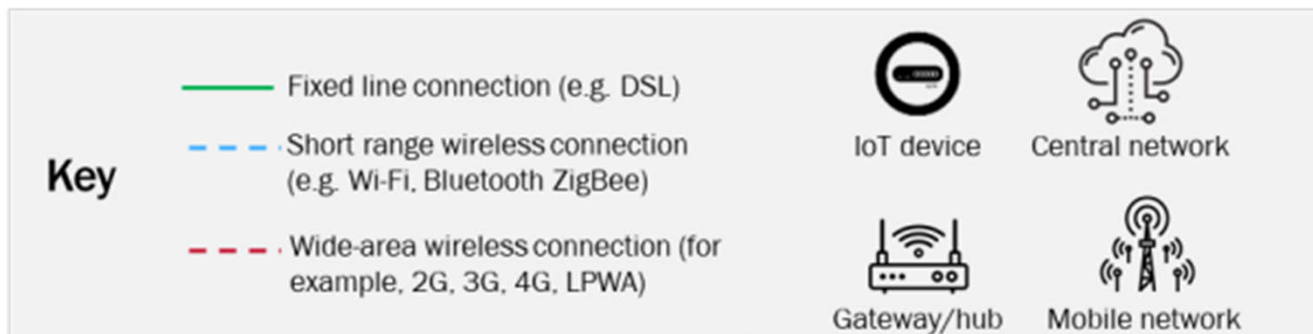 Key
Fixed line connection (e.g. DSL)
Short range wireless connection
(e.g. Wi-Fi, Bluetooth ZigBee)
Wide-area wireless connection (for
example, 2G, 3G, 4G, LPWA)
IoT device
Central network
Gateway/hub
Mobile network